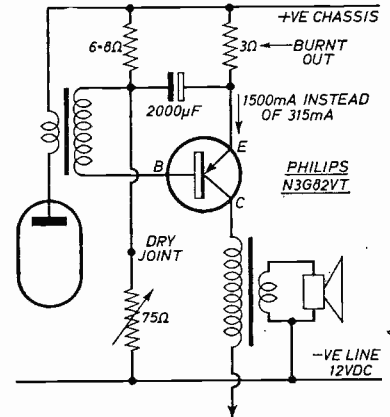 +VE CHASSIS
6·8Ω
3Ω
BURNT
OUT
2000µF
1500mA INSTEAD
OF 315mA
E
B
C
PHILIPS
N3G82VT
DRY
JOINT
75Ω
-VE LINE
12VDC